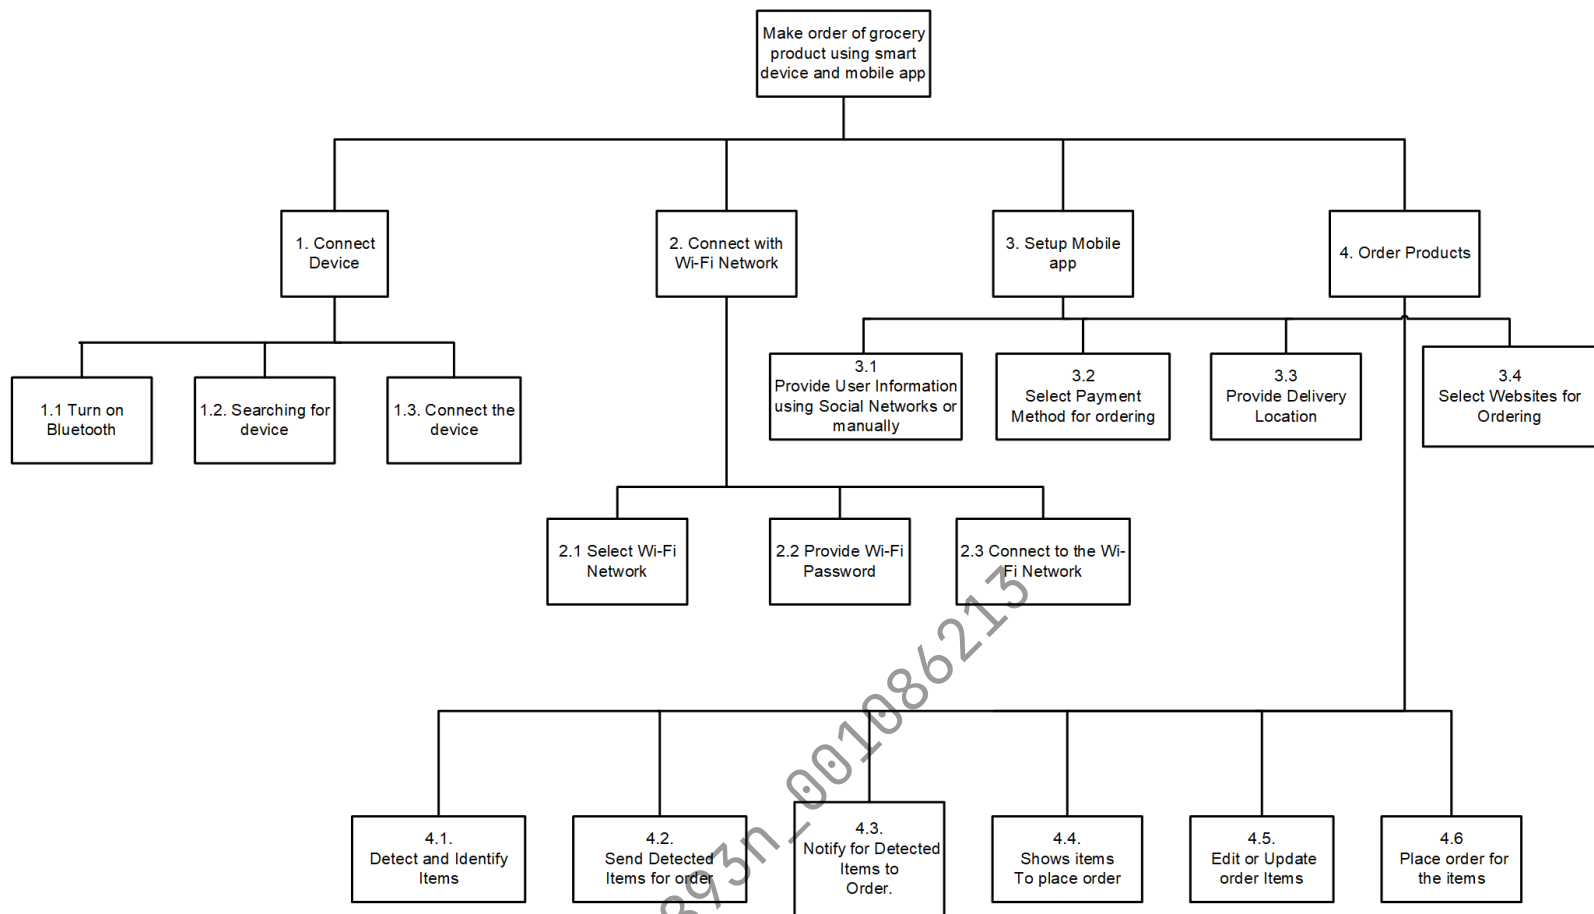 Make order of grocery
product using smart
device and mobile app
1. Connect
Device
2. Connect with
Wi-Fi Network
3. Setup Mobile
app
4. Order Products
1.1 Turn on
Bluetooth
1.2. Searching for
device
1.3. Connect the
device
3.1
Provide User Information
using Social Networks or
manually
3.2
Select Payment
Method for ordering
3.3
Provide Delivery
Location
3.4
Select Websites for
Ordering
2.1 Select Wi-Fi
Network
2.2 Provide Wi-Fi
Password
2.3 Connect to the Wi-
Fi Network
4.1.
Detect and Identify
Items
4.2.
Send Detected
Items for order
4.3.
Notify for Detected
Items to
Order.
4.4.
Shows items
To place order
4.5.
Edit or Update
order Items
4.6
Place order for
the items
893n_001086213